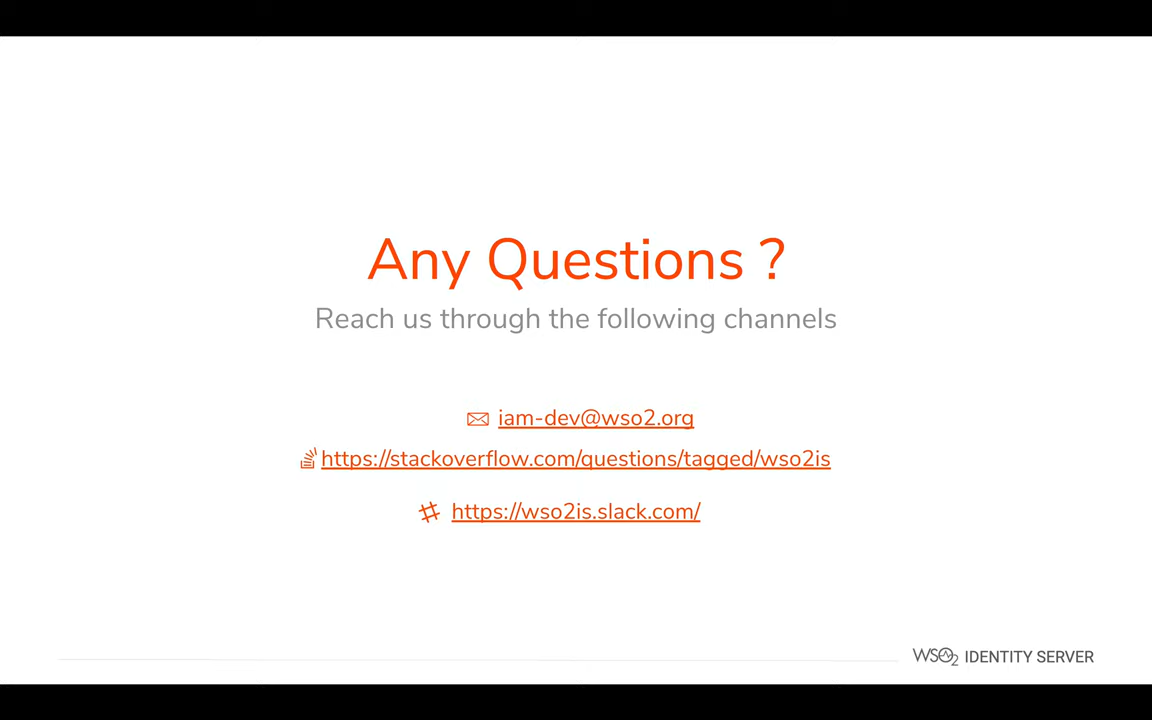 Any Questions ?
Reach us through the following channels
iam-dev@wso2.org
https://stackoverflow.com/questions/tagged/wso2is
https://wso2is.slack.com/
WSO2 IDENTITY SERVER